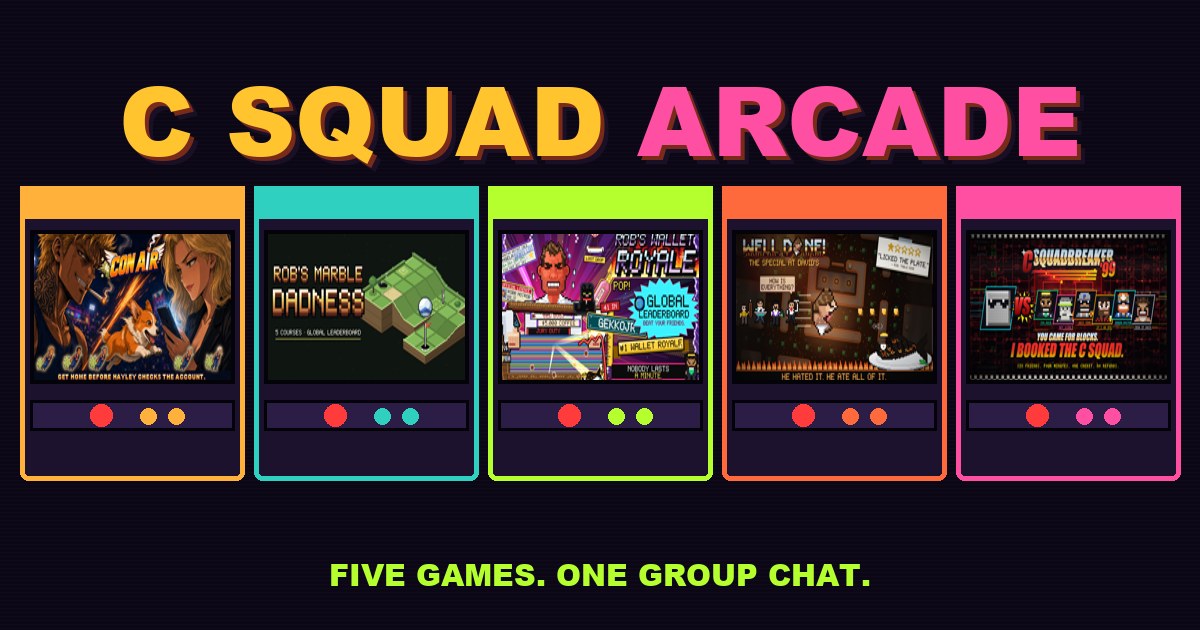 C SQUAD ARCADE
CON AIR
GET HOME BEFORE HAYLEY CHECKS THE ACCOUNT.
ROB'S MARBLE
DADNESS
5 COURSES · GLOBAL LEADERBOARD
ROB'S WALLET
ROYALE
POP!
GLOBAL
LEADERBOARD
BEAT YOUR FRIENDS
GEKKOJK
#1 WALLET ROYALE
NOBODY LASTS
A MINUTE
WELL DONE!
THE SPECIAL AT DAVID'S
"LICKED THE PLATE"
HOW IS
EVERYTHING?
HE HATED IT. HE ATE ALL OF IT.
C SQUADBREAKER
'99
VS
YOU CAME FOR BLOCKS.
I BOOKED THE C SQUAD.
FIVE GAMES. ONE GROUP CHAT.